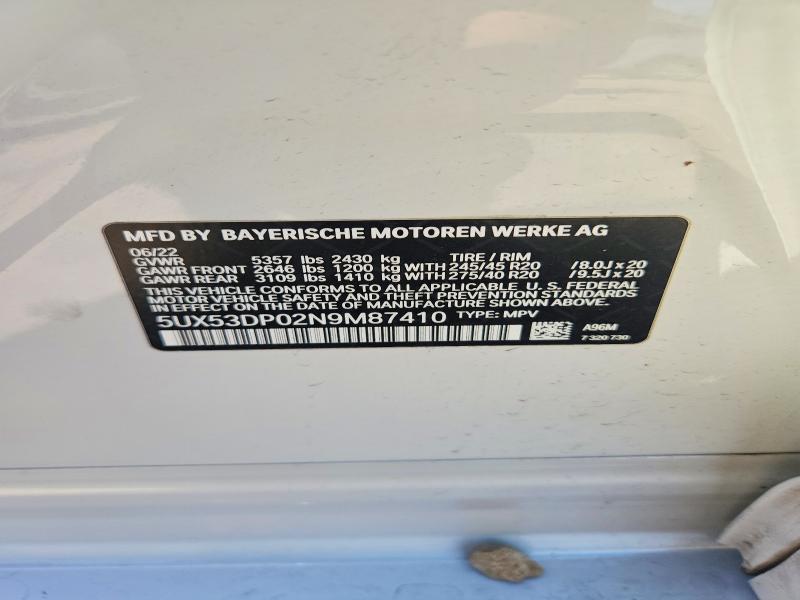 MFD BY BAYERISCHE MOTOREN WERKE AG
06/22
GVWR 5357 lbs 2430 kg TIRE / RIM
GAWR FRONT 2646 lbs 1200 kg WITH 245/45 R20 /8.0J x 20
GAWR REAR 3109 lbs 1410 kg WITH 275/40 R20 /9.5J x 20
THIS VEHICLE CONFORMS TO ALL APPLICABLE U. S. FEDERAL
MOTOR VEHICLE SAFETY AND THEFT PREVENTION STANDARDS
IN EFFECT ON THE DATE OF MANUFACTURE SHOWN ABOVE.
5UX53DP02N9M87410 TYPE: MPV
A96M
7 320 730